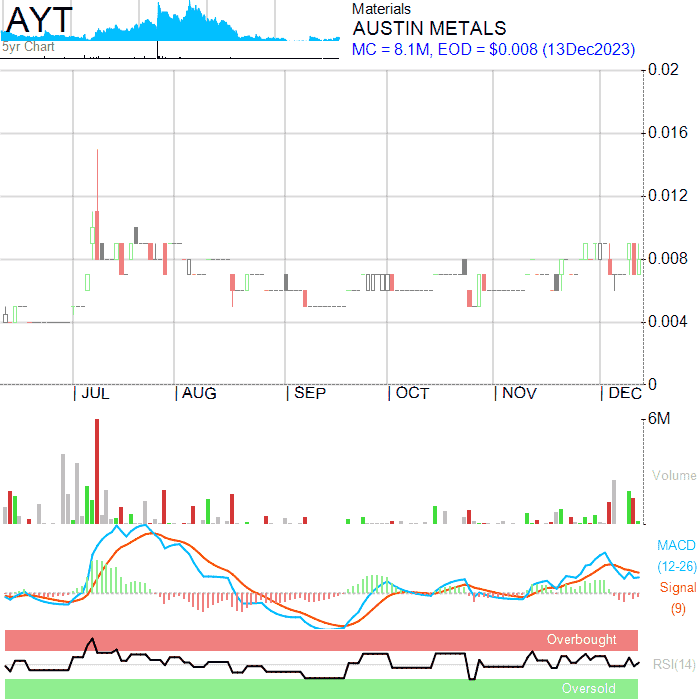 AYT
5yr Chart
Materials
AUSTIN METALS
MC = 8.1M, EOD = $0.008 (13Dec2023)
0.02
0.016
0.012
0.008
0.004
0
JUL AUG SEP OCT NOV DEC
6M
Volume
MACD
(12-26)
Signal
(9)
Overbought
RSI(14)
Oversold